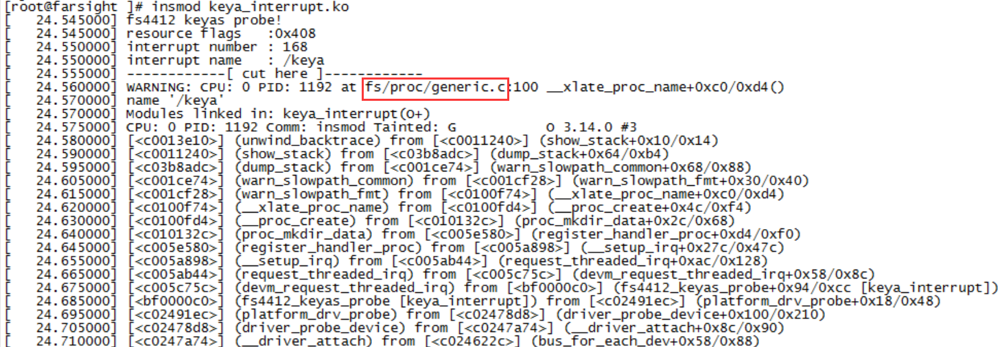 [root@farsight ]# insmod keya_interrupt.ko
[   24.545000] fs4412 keyas probe!
[   24.545000] resource flags   :0x408
[   24.550000] interrupt number : 168
[   24.550000] interrupt name   : /keya
[   24.555000] ------------[ cut here ]------------
[   24.560000] WARNING: CPU: 0 PID: 1192 at fs/proc/generic.c:100 __xlate_proc_name+0xc0/0xd4()
[   24.570000] name '/keya'
[   24.570000] Modules linked in: keya_interrupt(O+)
[   24.575000] CPU: 0 PID: 1192 Comm: insmod Tainted: G           O 3.14.0 #3
[   24.580000] [<c0013e10>] (unwind_backtrace) from [<c0011240>] (show_stack+0x10/0x14)
[   24.590000] [<c0011240>] (show_stack) from [<c03b8adc>] (dump_stack+0x64/0xb4)
[   24.595000] [<c03b8adc>] (dump_stack) from [<c001ce74>] (warn_slowpath_common+0x68/0x88)
[   24.605000] [<c001ce74>] (warn_slowpath_common) from [<c001cf28>] (warn_slowpath_fmt+0x30/0x40)
[   24.615000] [<c001cf28>] (warn_slowpath_fmt) from [<c0100f74>] (__xlate_proc_name+0xc0/0xd4)
[   24.620000] [<c0100f74>] (__xlate_proc_name) from [<c0100fd4>] (__proc_create+0x4c/0xf4)
[   24.630000] [<c0100fd4>] (__proc_create) from [<c010132c>] (proc_mkdir_data+0x2c/0x68)
[   24.640000] [<c010132c>] (proc_mkdir_data) from [<c005e580>] (register_handler_proc+0xd4/0xf0)
[   24.645000] [<c005e580>] (register_handler_proc) from [<c005a898>] (__setup_irq+0x27c/0x47c)
[   24.655000] [<c005a898>] (__setup_irq) from [<c005ab44>] (request_threaded_irq+0xac/0x128)
[   24.665000] [<c005ab44>] (request_threaded_irq) from [<c005c75c>] (devm_request_threaded_irq+0x58/0x8c)
[   24.675000] [<c005c75c>] (devm_request_threaded_irq) from [<bf0000c0>] (fs4412_keyas_probe+0x94/0xcc [keya_interrupt])
[   24.685000] [<bf0000c0>] (fs4412_keyas_probe [keya_interrupt]) from [<c02491ec>] (platform_drv_probe+0x18/0x48)
[   24.695000] [<c02491ec>] (platform_drv_probe) from [<c02478d8>] (driver_probe_device+0x100/0x210)
[   24.705000] [<c02478d8>] (driver_probe_device) from [<c0247a74>] (__driver_attach+0x8c/0x90)
[   24.710000] [<c0247a74>] (__driver_attach) from [<c024622c>] (bus_for_each_dev+0x58/0x88)